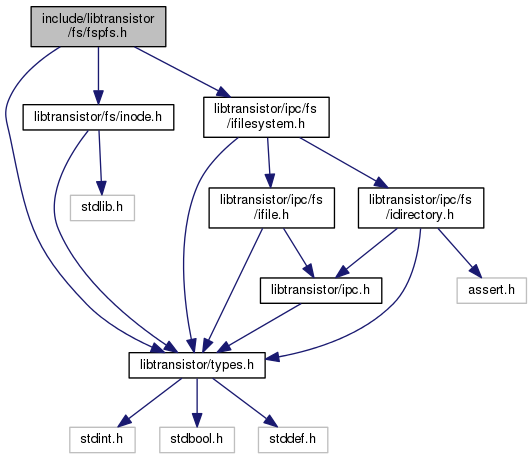 include/libtransistor
/fs/fspfs.h
libtransistor/fs/inode.h
libtransistor/ipc/fs
/ifilesystem.h
stdlib.h
libtransistor/ipc/fs
/ifile.h
libtransistor/ipc/fs
/idirectory.h
libtransistor/ipc.h
assert.h
libtransistor/types.h
stdint.h
stdbool.h
stddef.h